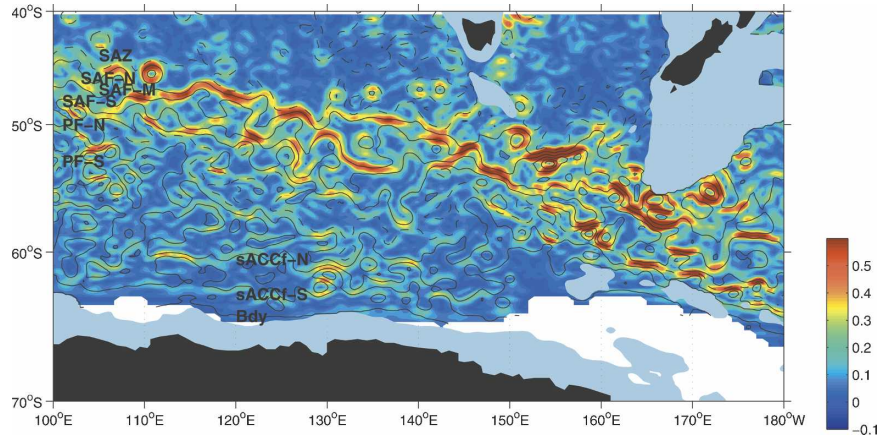 40°S
SAZ
SAF–N
SAF–M
SAF–S
50°S
PF–N
PF–S
60°S
sACCf–N
sACCf–S
Bdy
70°S
100°E
110°E
120°E
130°E
140°E
150°E
160°E
170°E
180°W
0.5
0.4
0.3
0.2
0.1
0
−0.1